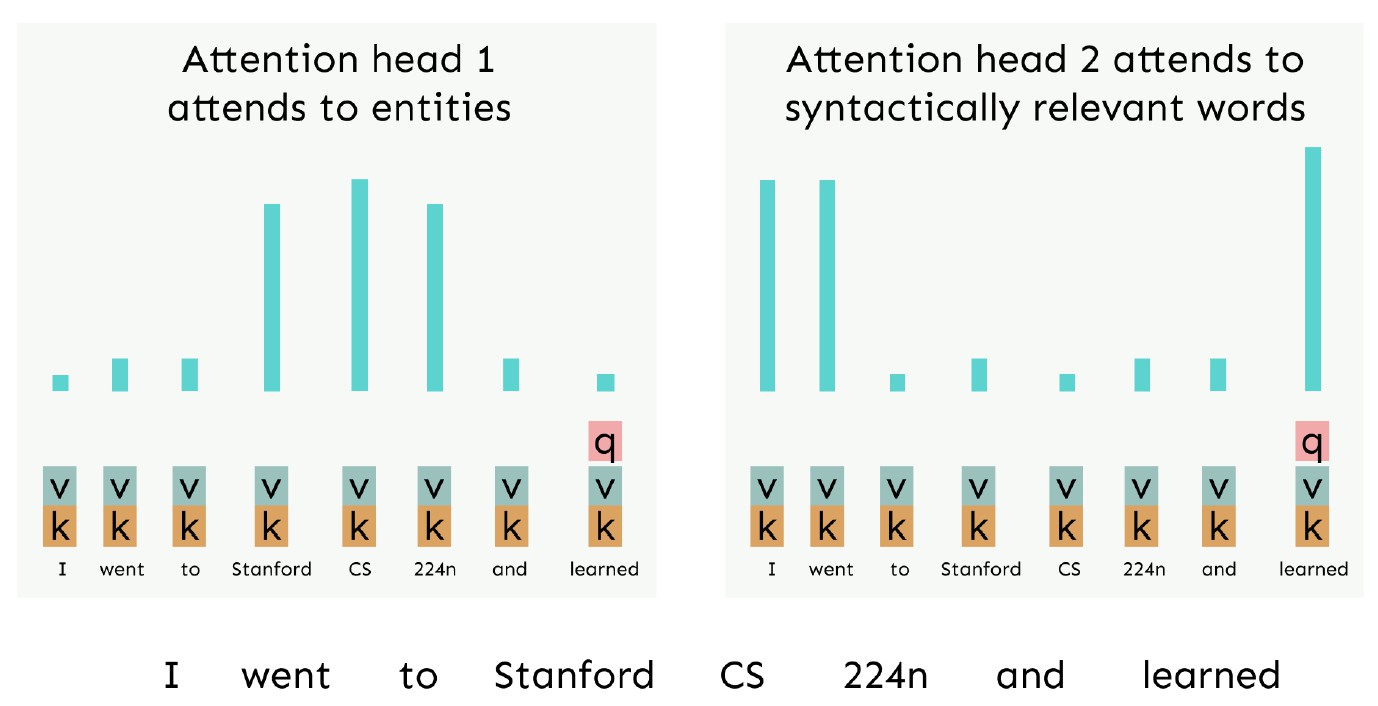 Attention head 1
attends to entities
q
v v v v v v v v
k k k k k k k k
I went to Stanford CS 224n and learned
Attention head 2 attends to
syntactically relevant words
q
v v v v v v v v
k k k k k k k k
I went to Stanford CS 224n and learned
I went to Stanford CS 224n and learned